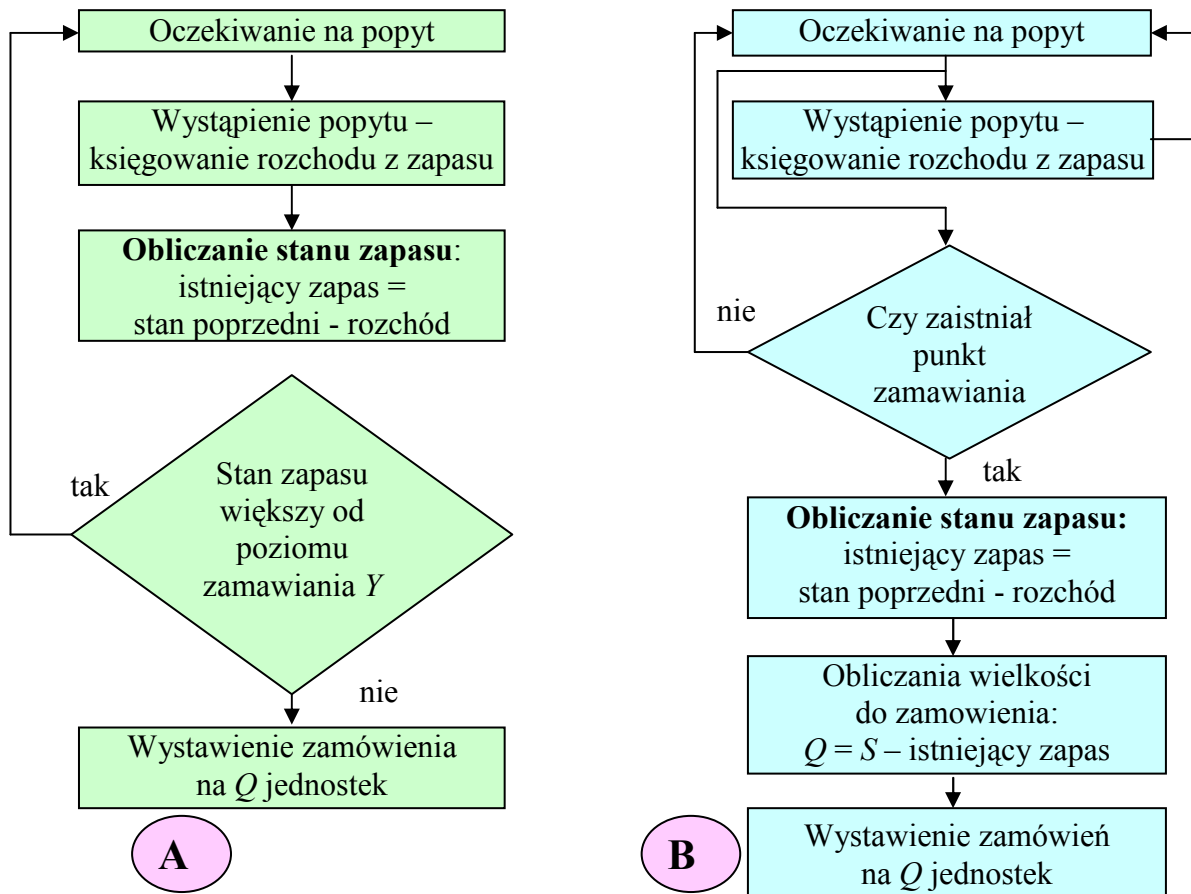 Oczekiwanie na popyt
Wystąpienie popytu –
księgowanie rozchodu z zapasu
Obliczanie stanu zapasu:
istniejący zapas =
stan poprzedni - rozchód
tak
Stan zapasu
większy od
poziomu
zamawiania Y
nie
Wystawienie zamówienia
na Q jednostek
A
Oczekiwanie na popyt
Wystąpienie popytu –
księgowanie rozchodu z zapasu
nie
Czy zaistniał
punkt
zamawiania
tak
Obliczanie stanu zapasu:
istniejący zapas =
stan poprzedni - rozchód
Obliczania wielkości
do zamowienia:
Q = S – istniejący zapas
Wystawienie zamówień
na Q jednostek
B